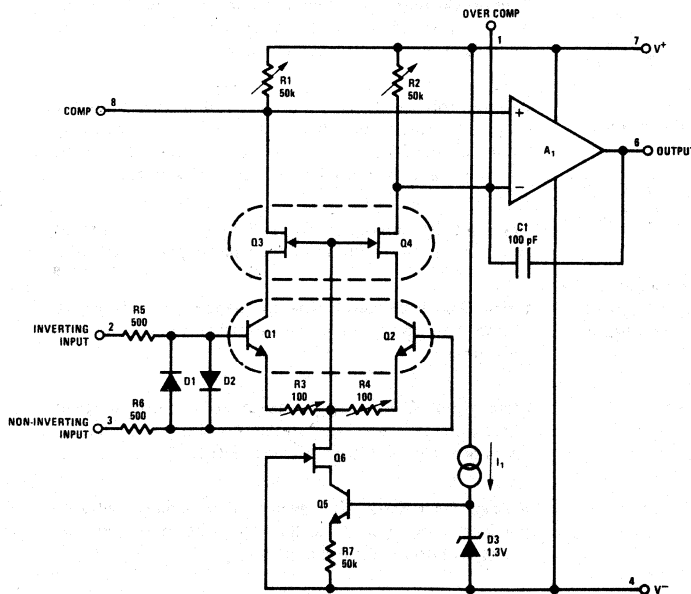 OVER COMP
1
7
V+
R1
50k
R2
50k
COMP
8
+
A1
−
6
OUTPUT
C1
100 pF
Q3
Q4
R5
500
INVERTING
INPUT
2
Q1
Q2
D1
D2
R3
100
R4
100
R6
500
NON-INVERTING
INPUT
3
Q6
I1
Q5
D3
1.3V
R7
50k
4
V−